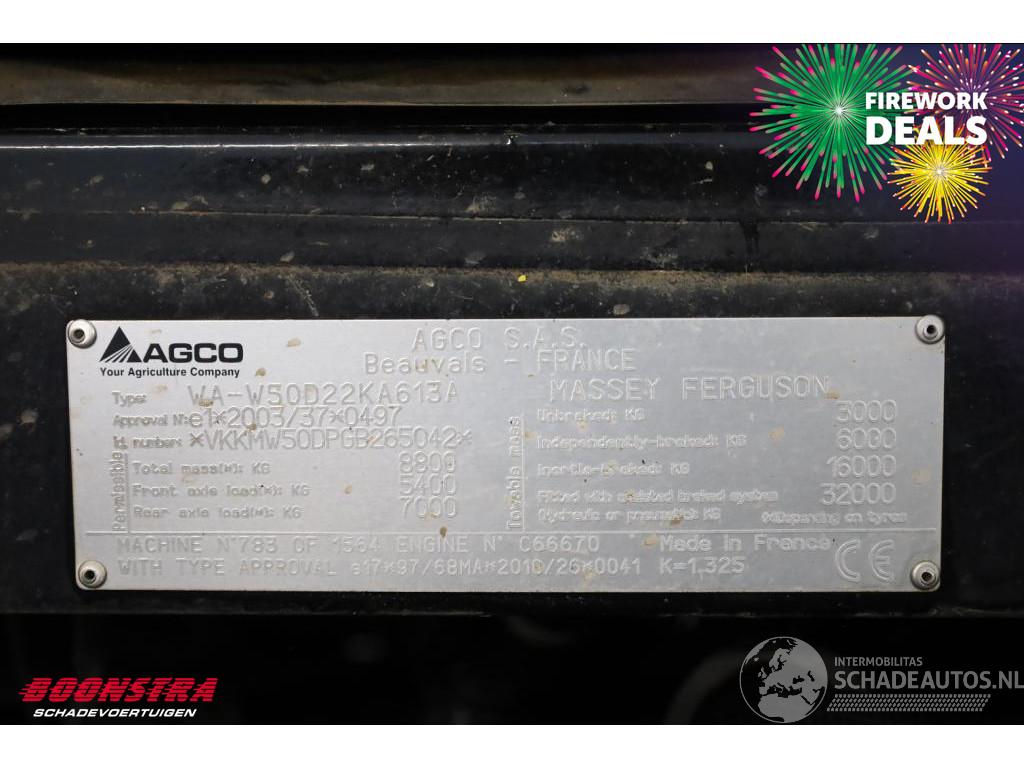 FIREWORK
DEALS
AGCO
Your Agriculture Company
AGCO S.A.S.
Beauvais - FRANCE
MASSEY FERGUSON
Type: WA-W50D22KA613A
Approval N°: e1*2003/37*0497
Id. number: *VKKMW50DPGB265042*
Permissible
Total mass(*): KG 8800
Front axle load(*): KG 5400
Rear axle load(*): KG 7000
Towable mass
Unbraked: KG 3000
Independently-braked: KG 6000
Inertia-braked: KG 16000
Fitted with assisted braked system 32000
(Hydraulic or pneumatic): KG (*)Depending on tyres
MACHINE N°783 OF 1564 ENGINE N° C66670 Made in France
WITH TYPE APPROVAL e17*97/68MA*2010/26*0041 K=1,325
CE
BOONSTRA
SCHADEVOERTUIGEN
INTERMOBILITAS
SCHADEAUTOS.NL